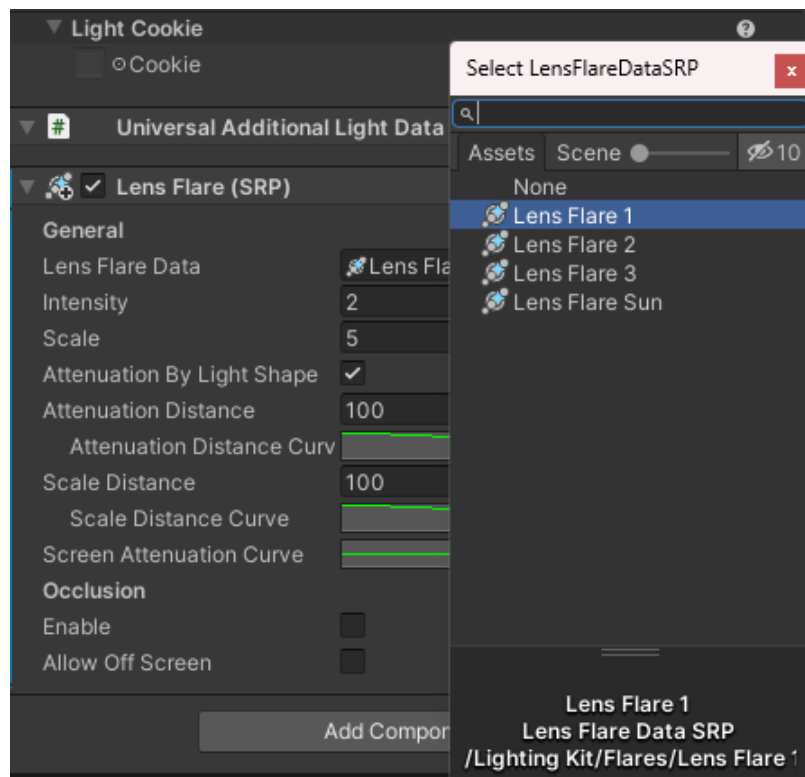 Light Cookie
Cookie
Universal Additional Light Data
Lens Flare (SRP)
General
Lens Flare Data
Lens Fla
Intensity
2
Scale
5
Attenuation By Light Shape
Attenuation Distance
100
Attenuation Distance Curv
Scale Distance
100
Scale Distance Curve
Screen Attenuation Curve
Occlusion
Enable
Allow Off Screen
Add Compor
Select LensFlareDataSRP
x
Assets Scene 10
None
Lens Flare 1
Lens Flare 2
Lens Flare 3
Lens Flare Sun
Lens Flare 1
Lens Flare Data SRP
/Lighting Kit/Flares/Lens Flare 1